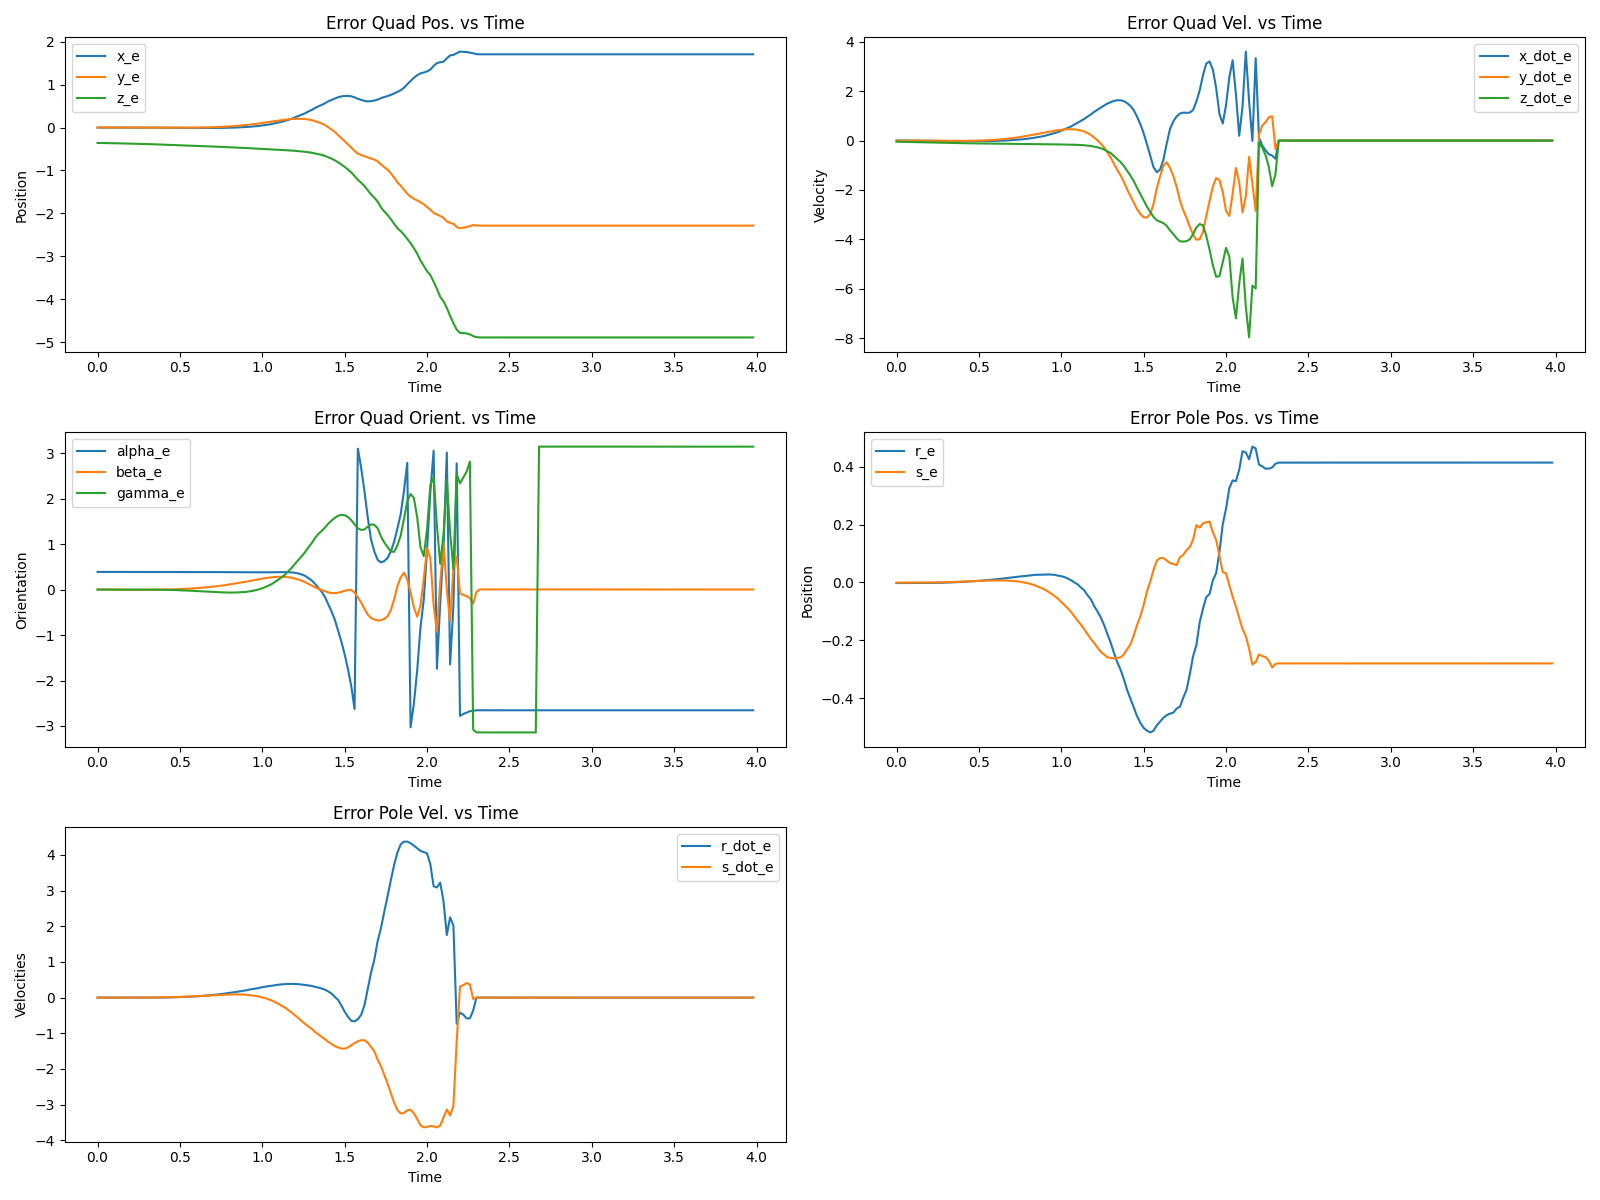 Error Quad Pos. vs Time
Position
2
1
0
−1
−2
−3
−4
−5
x_e
y_e
z_e
0.0 0.5 1.0 1.5 2.0 2.5 3.0 3.5 4.0
Time
Error Quad Vel. vs Time
Velocity
4
2
0
−2
−4
−6
−8
x_dot_e
y_dot_e
z_dot_e
0.0 0.5 1.0 1.5 2.0 2.5 3.0 3.5 4.0
Time
Error Quad Orient. vs Time
Orientation
3
2
1
0
−1
−2
−3
alpha_e
beta_e
gamma_e
0.0 0.5 1.0 1.5 2.0 2.5 3.0 3.5 4.0
Time
Error Pole Pos. vs Time
Position
0.4
0.2
0.0
−0.2
−0.4
r_e
s_e
0.0 0.5 1.0 1.5 2.0 2.5 3.0 3.5 4.0
Time
Error Pole Vel. vs Time
Velocities
4
3
2
1
0
−1
−2
−3
−4
r_dot_e
s_dot_e
0.0 0.5 1.0 1.5 2.0 2.5 3.0 3.5 4.0
Time